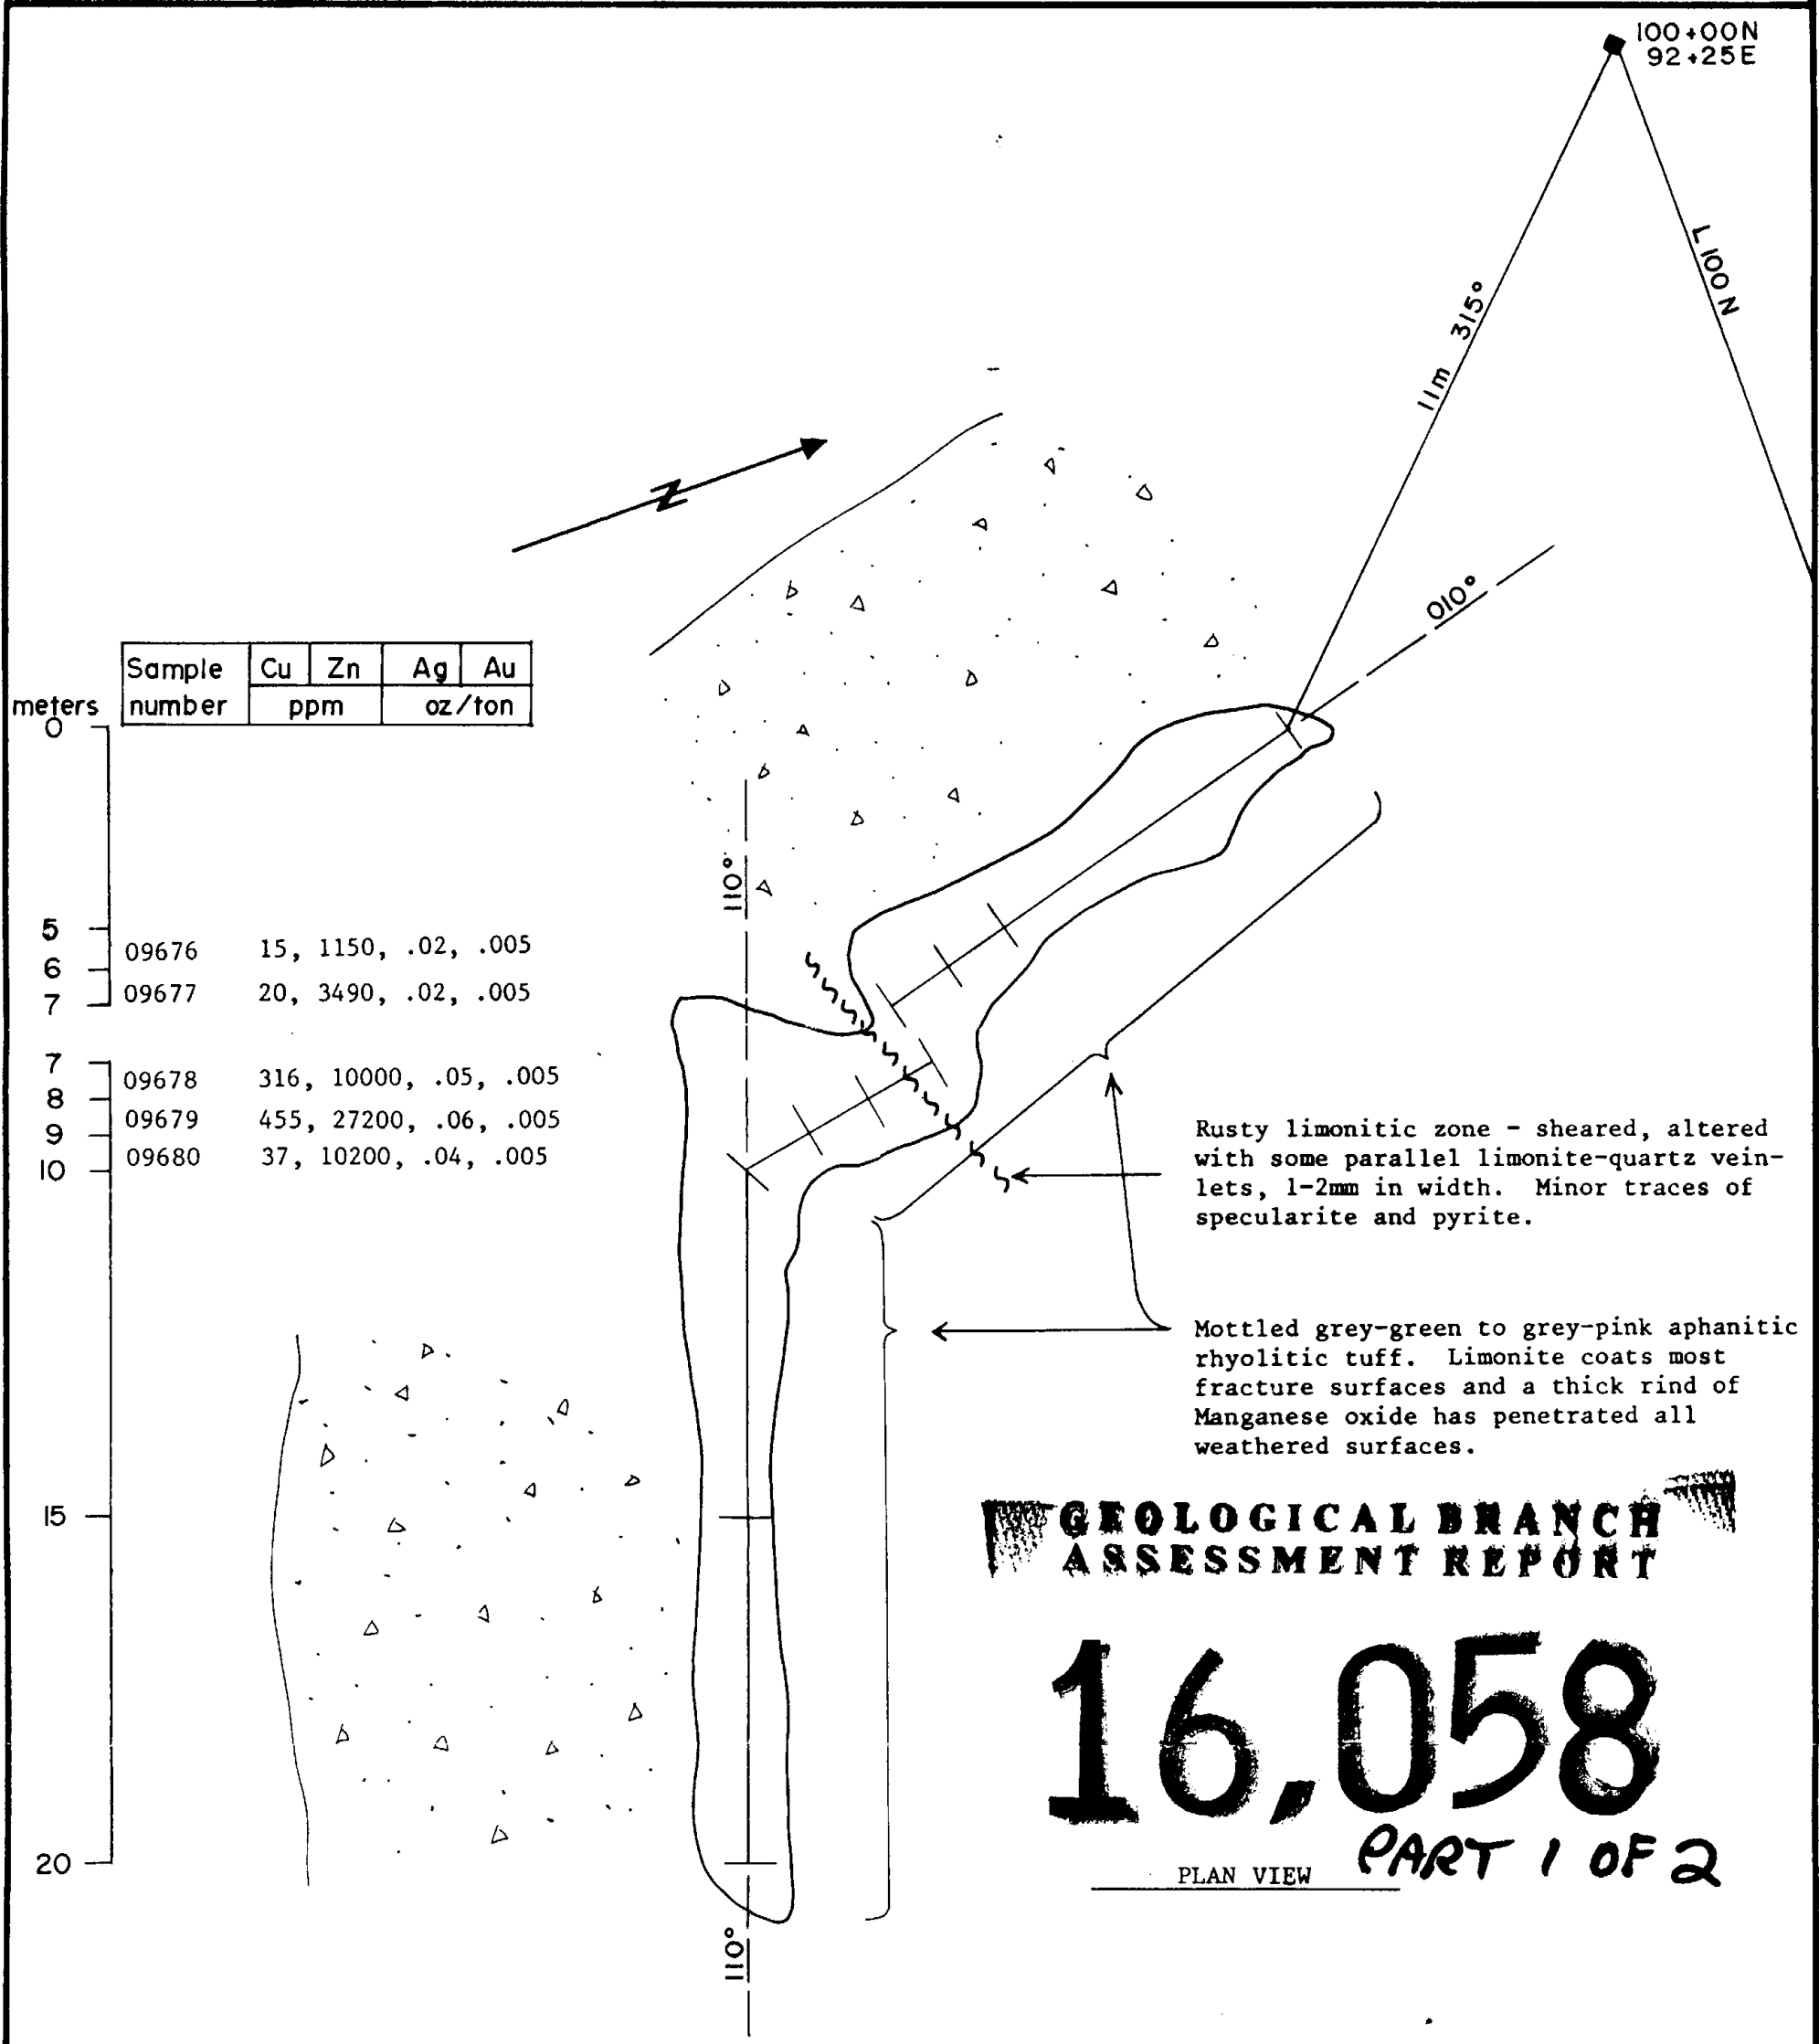 100+00N
92+25E
L 100 N
11m 315°
N
010°
Sample number Cu Zn Ag Au
ppm oz/ton
meters
0
110°
5
09676 15, 1150, .02, .005
6
09677 20, 3490, .02, .005
7
7
09678 316, 10000, .05, .005
8
09679 455, 27200, .06, .005
9
09680 37, 10200, .04, .005
10
Rusty limonitic zone - sheared, altered
with some parallel limonite-quartz vein-
lets, 1-2mm in width. Minor traces of
specularite and pyrite.
Mottled grey-green to grey-pink aphanitic
rhyolitic tuff. Limonite coats most
fracture surfaces and a thick rind of
Manganese oxide has penetrated all
weathered surfaces.
15
GEOLOGICAL BRANCH
ASSESSMENT REPORT
16,058
PART 1 OF 2
20
PLAN VIEW
110°